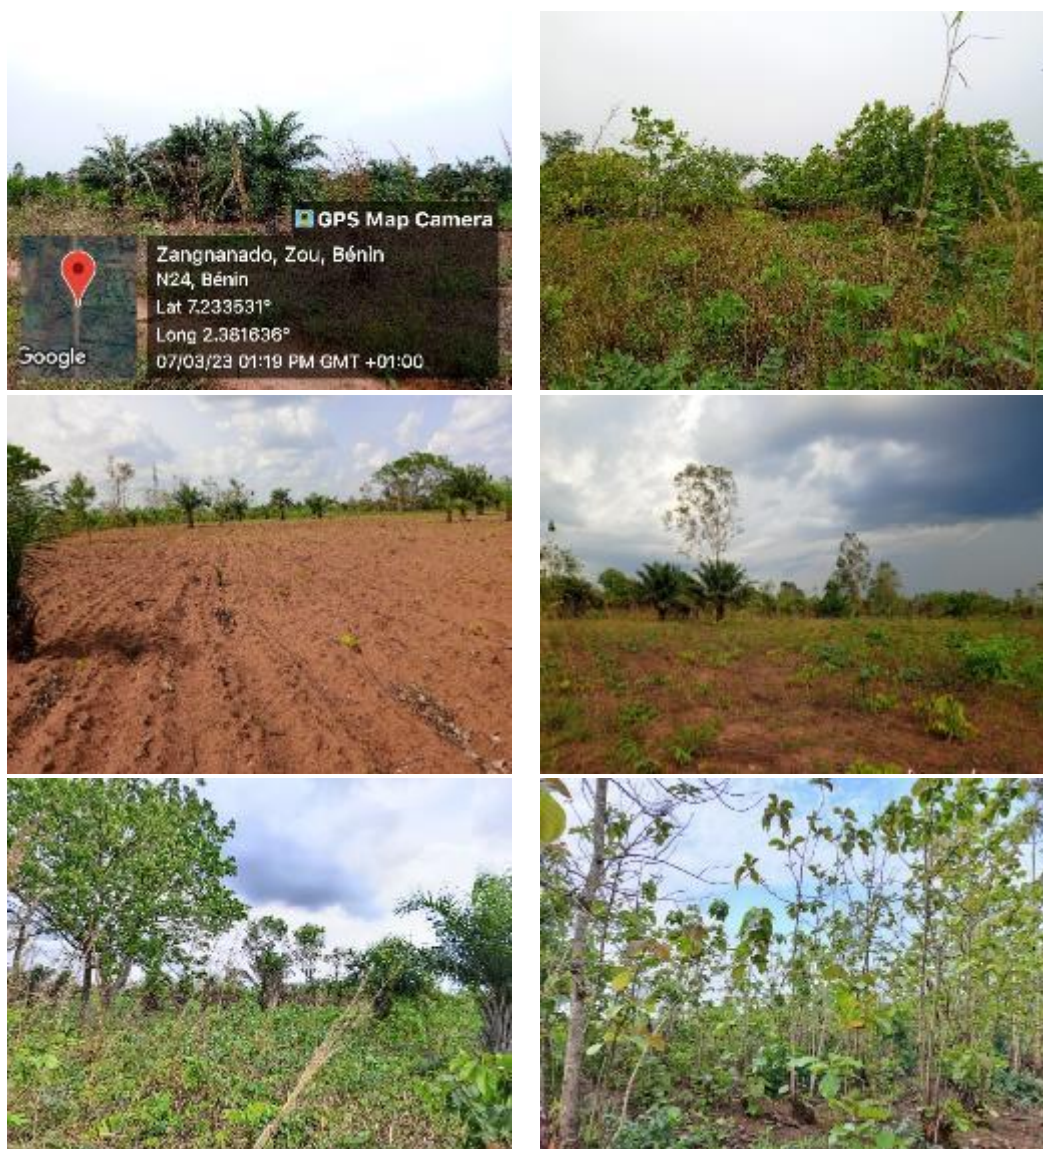 GPS Map Camera
Zangnanado, Zou, Bénin
N24, Bénin
Lat 7.233531°
Long 2.381636°
07/03/23 01:19 PM GMT +01:00
Google